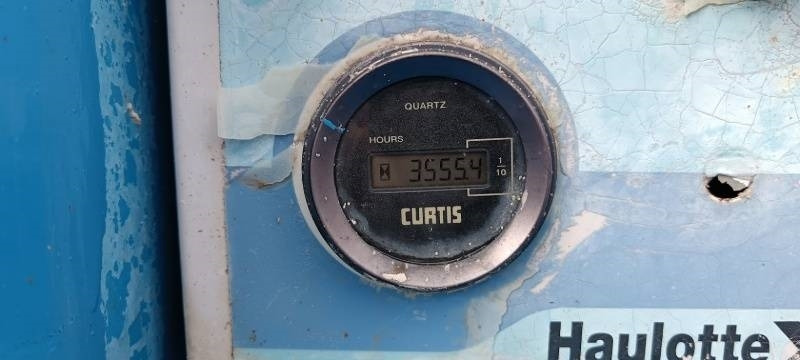 QUARTZ
HOURS
3555.4
1
10
CURTIS
Haulotte